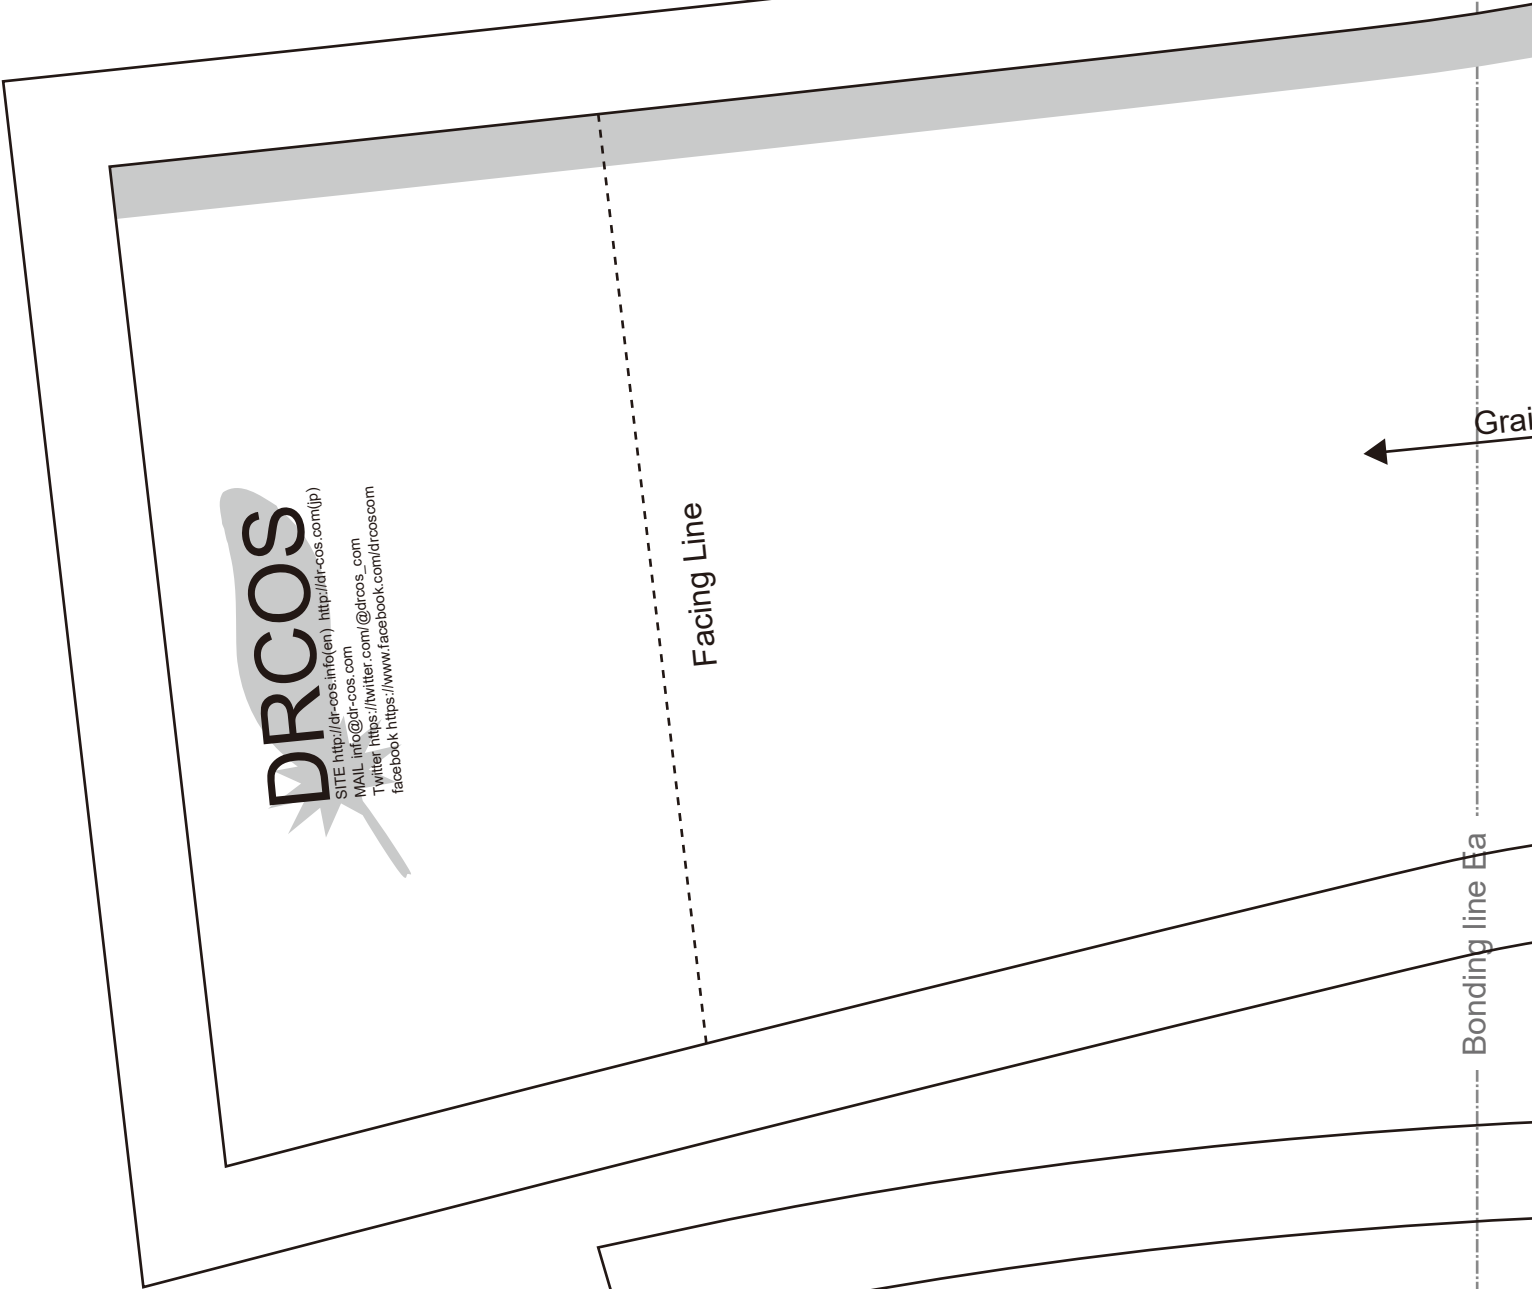 DRCOS
SITE http://dr-cos.info(en) http://dr-cos.com(jp)
MAIL info@dr-cos.com
Twitter https://twitter.com/@drcos_com
facebook https://www.facebook.com/drcoscom
Facing Line
Grai
Bonding line Ea